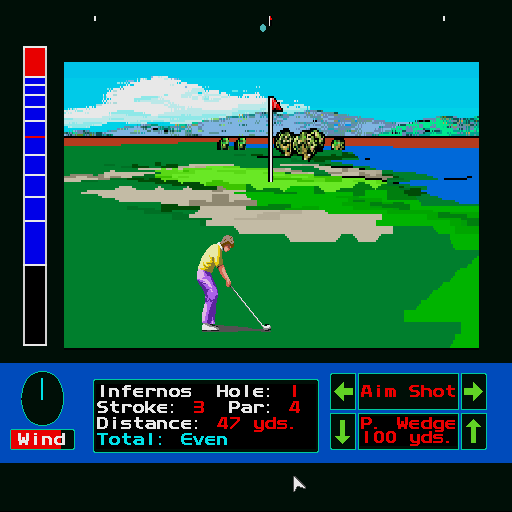 Infernos Hole: 1
Stroke: 3 Par: 4
Distance: 47 yds.
Total: Even
Wind
Aim Shot
P. Wedge
100 yds.